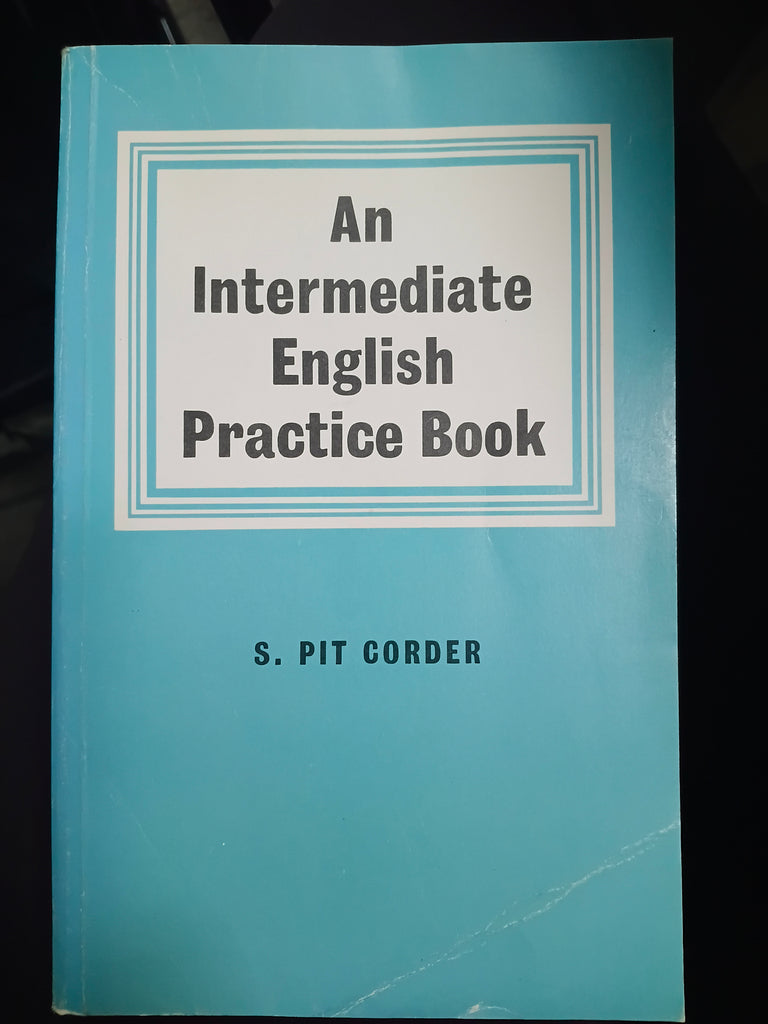 An
Intermediate
English
Practice Book
S. PIT CORDER